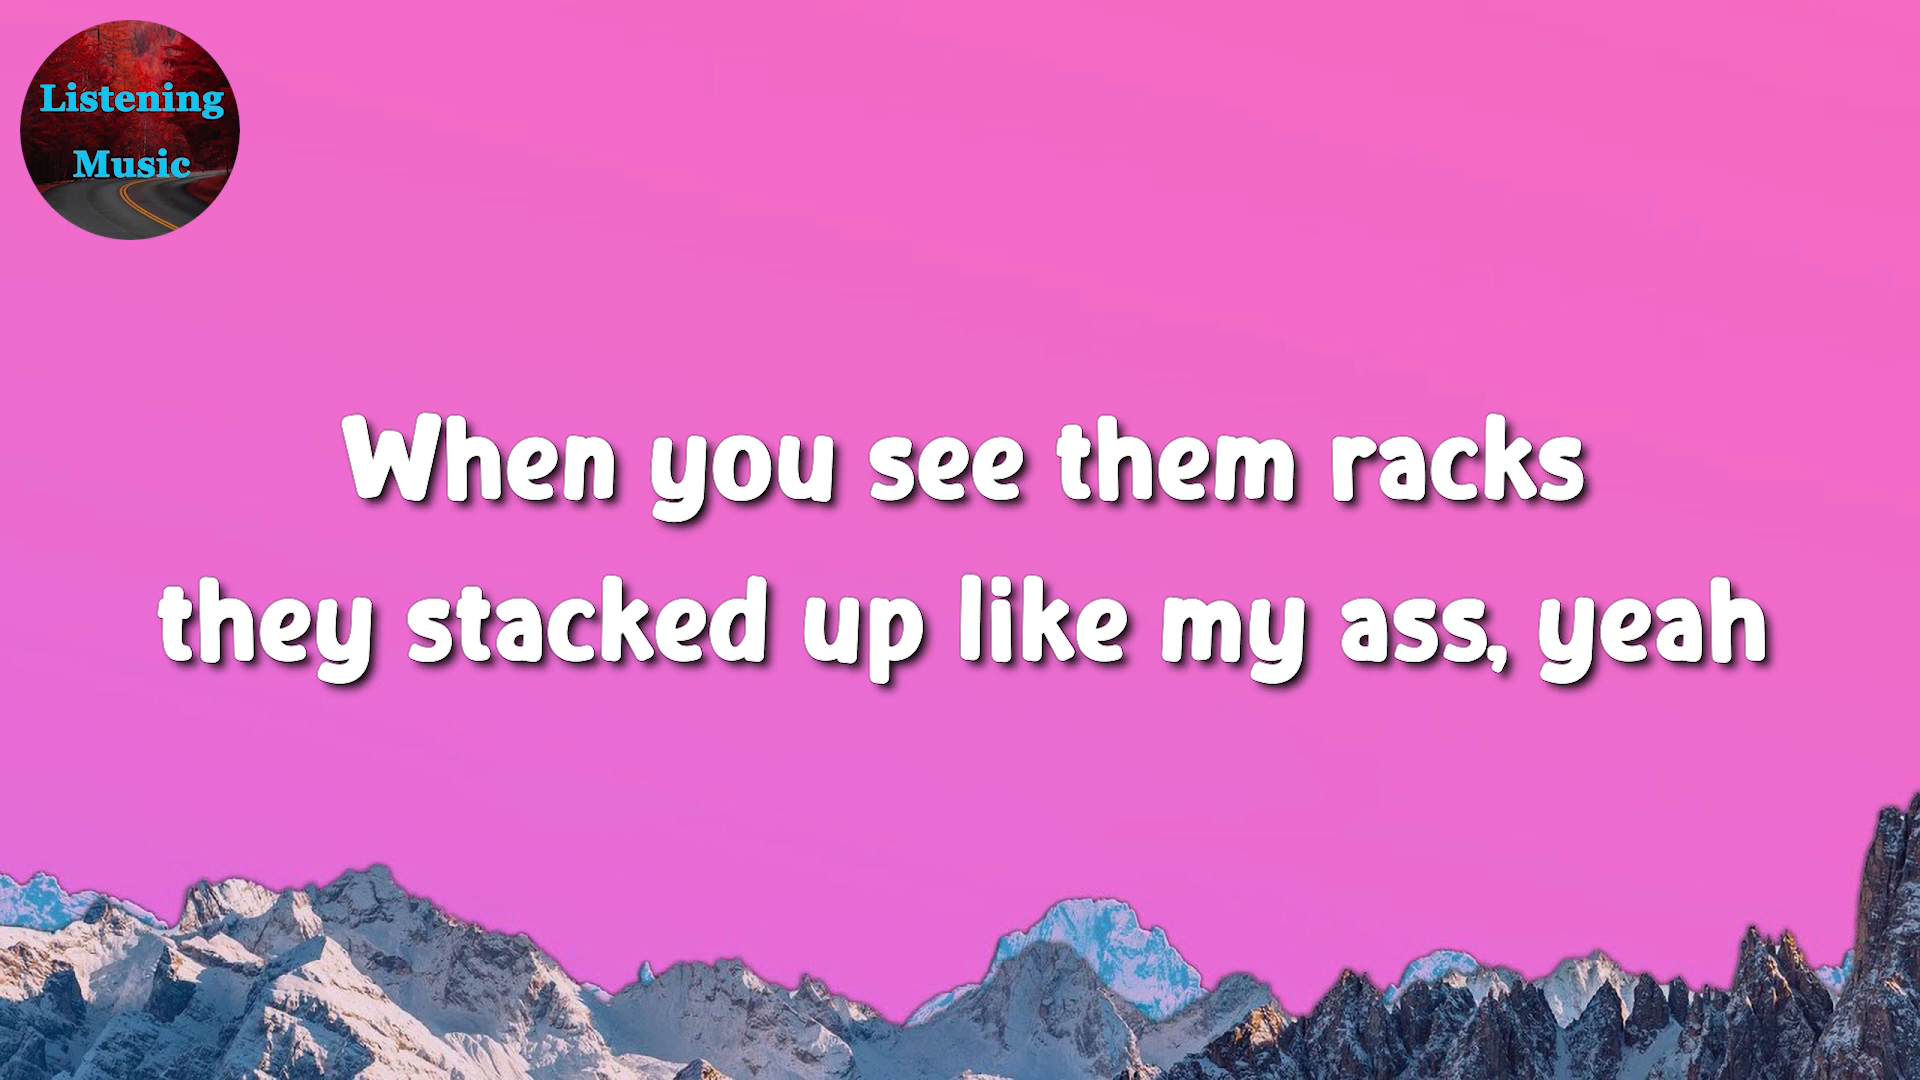 Listening
Music
When you see them racks
they stacked up like my ass, yeah